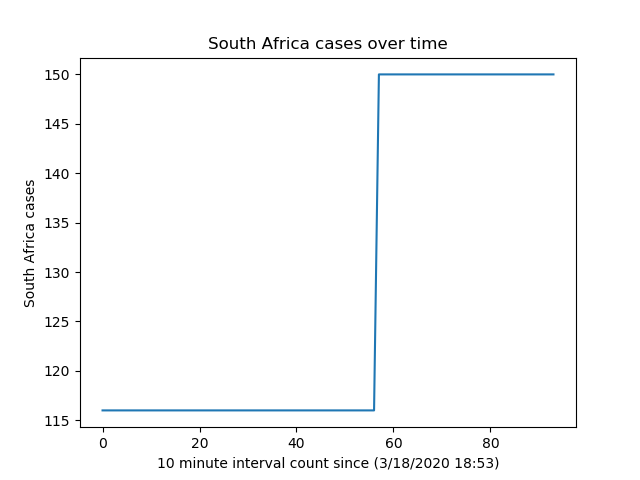 South Africa cases over time
150
145
140
135
130
125
120
115
South Africa cases
0 20 40 60 80
10 minute interval count since (3/18/2020 18:53)